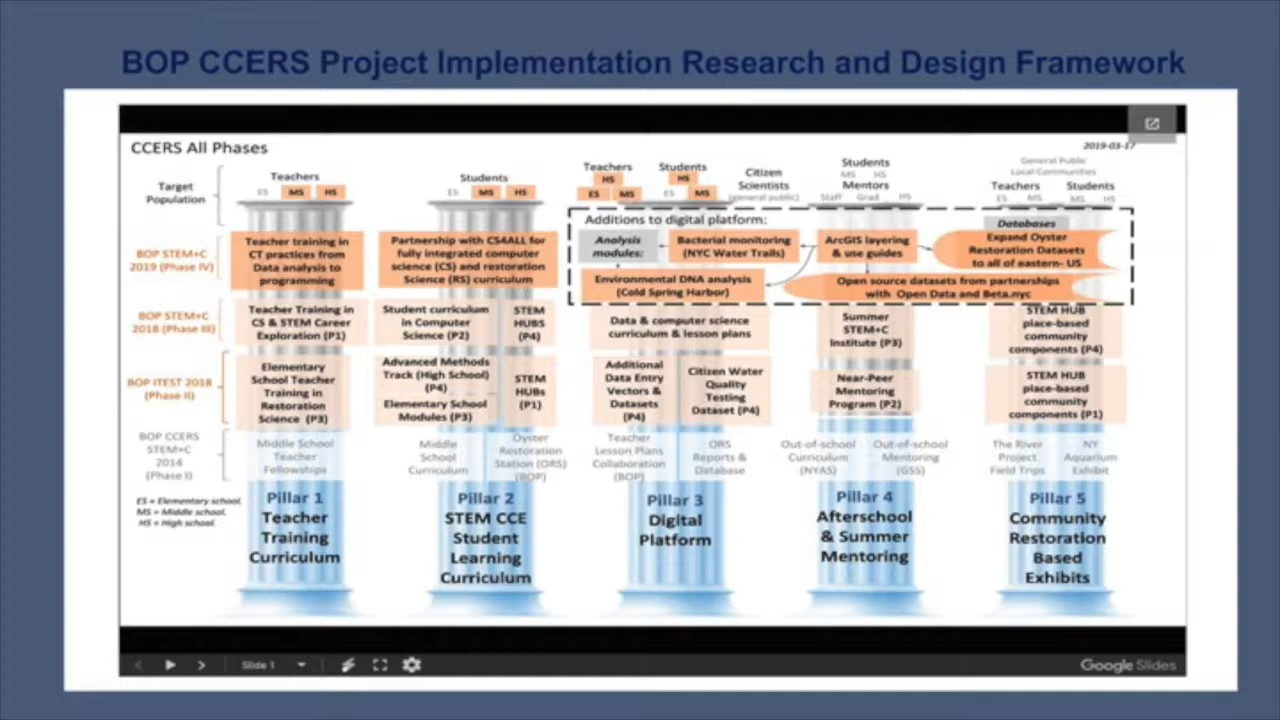 BOP CCERS Project Implementation Research and Design Framework
CCERS All Phases
2019-03-17
Target
Population
Teachers
ES MS HS
Students
ES MS HS
Teachers
HS
ES MS
Students
HS
ES MS
Citizen
Scientists
(general public)
Students
MS HS
Mentors
Staff Grad HS
General Public
Local Communities
Teachers
ES MS
Students
MS HS
BOP STEM+C
2019 (Phase IV)
Teacher training in
CT practices from
Data analysis to
programming
Partnership with CS4ALL for
fully integrated computer
science (CS) and restoration
Science (RS) curriculum
Additions to digital platform:
Analysis
modules:
Bacterial monitoring
(NYC Water Trails)
ArcGIS layering
& use guides
Databases
Expand Oyster
Restoration Datasets
to all of eastern- US
Environmental DNA analysis
(Cold Spring Harbor)
Open source datasets from partnerships
with Open Data and Beta.nyc
BOP STEM+C
2018 (Phase III)
Teacher Training in
CS & STEM Career
Exploration (P1)
Student curriculum
in Computer
Science (P2)
STEM
HUBS
(P4)
Data & computer science
curriculum & lesson plans
Summer
STEM+C
Institute (P3)
STEM HUB
place-based
community
components (P4)
BOP ITEST 2018
(Phase II)
Elementary
School Teacher
Training in
Restoration
Science (P3)
Advanced Methods
Track (High School)
(P4)
Elementary School
Modules (P3)
STEM
HUBs
(P1)
Additional
Data Entry
Vectors &
Datasets
(P4)
Citizen Water
Quality
Testing
Dataset (P4)
Near-Peer
Mentoring
Program (P2)
STEM HUB
place-based
community
components (P1)
BOP CCERS
STEM+C
2014
(Phase I)
Middle School
Teacher
Fellowships
Middle
School
Curriculum
Oyster
Restoration
Station (ORS)
(BOP)
Teacher
Lesson Plans
Collaboration
(BOP)
ORS
Reports &
Database
Out-of-school
Curriculum
(NYAS)
Out-of-school
Mentoring
(GSS)
The River
Project
Field Trips
NY
Aquarium
Exhibit
ES = Elementary school.
MS = Middle school.
HS = High school.
Pillar 1
Teacher
Training
Curriculum
Pillar 2
STEM CCE
Student
Learning
Curriculum
Pillar 3
Digital
Platform
Pillar 4
Afterschool
& Summer
Mentoring
Pillar 5
Community
Restoration
Based
Exhibits
Slide 1
Google Slides